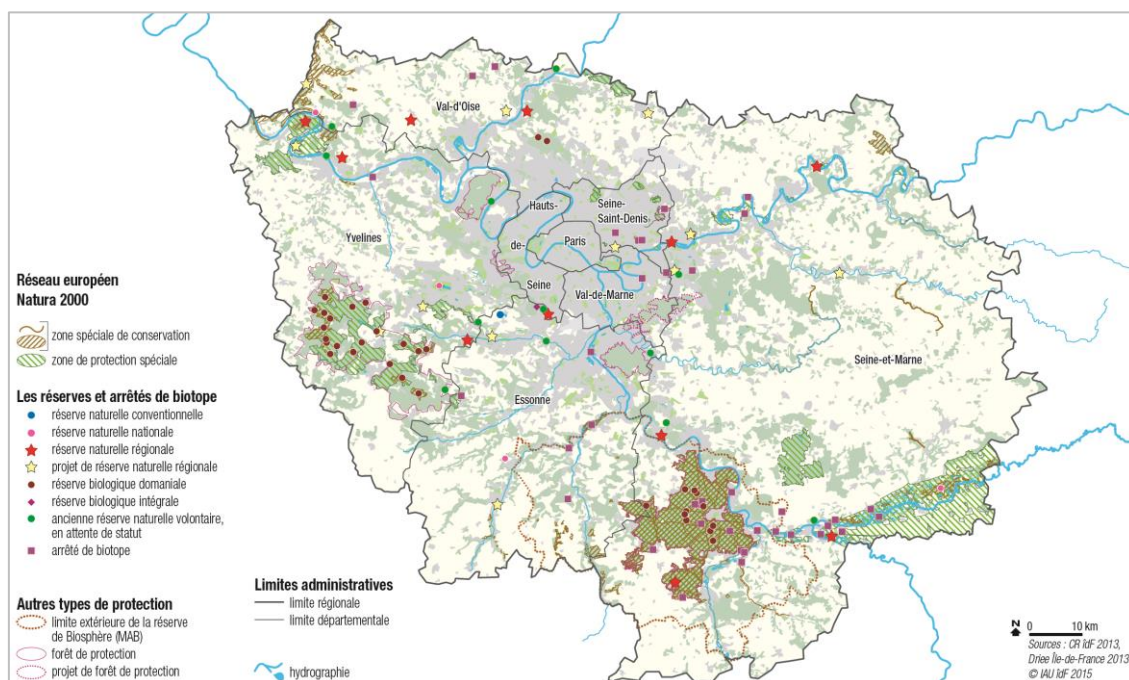 Val-d'Oise
Hauts-
Seine-
Saint-Denis
Yvelines
Paris
de-
Seine
Val-de-Marne
Seine-et-Marne
Essonne
Réseau européen
Natura 2000
zone spéciale de conservation
zone de protection spéciale
Les réserves et arrêtés de biotope
réserve naturelle conventionnelle
réserve naturelle nationale
réserve naturelle régionale
projet de réserve naturelle régionale
réserve biologique domaniale
réserve biologique intégrale
ancienne réserve naturelle volontaire,
en attente de statut
arrêté de biotope
Autres types de protection
limite extérieure de la réserve
de Biosphère (MAB)
forêt de protection
projet de forêt de protection
Limites administratives
limite régionale
limite départementale
hydrographie
N
0 10 km
Sources : CR îdF 2013,
Driee Île-de-France 2013
© IAU îdF 2015